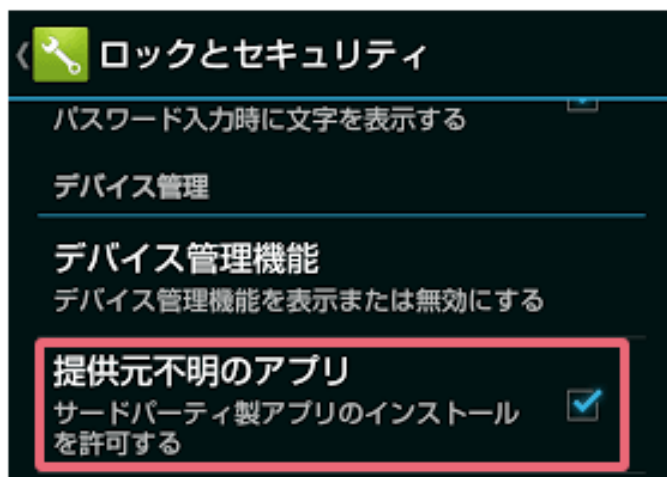 ロックとセキュリティ
パスワード入力時に文字を表示する
デバイス管理
デバイス管理機能
デバイス管理機能を表示または無効にする
提供元不明のアプリ
サードパーティ製アプリのインストール
を許可する